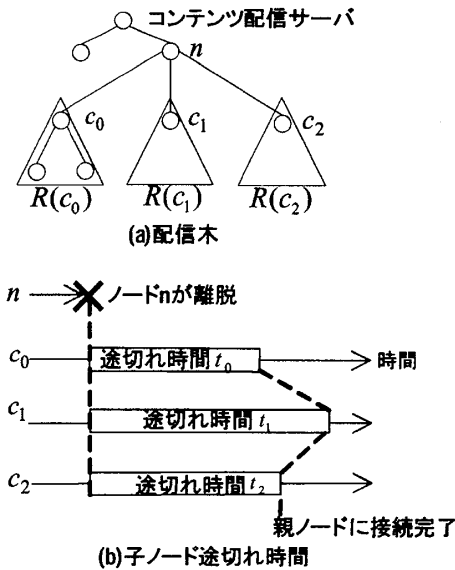 コンテンツ配信サーバ
n
c₀
c₁
c₂
R(c₀)
R(c₁)
R(c₂)
(a)配信木
n
ノードnが離脱
c₀
途切れ時間 t₀
時間
c₁
途切れ時間 t₁
c₂
途切れ時間 t₂
親ノードに接続完了
(b)子ノード途切れ時間